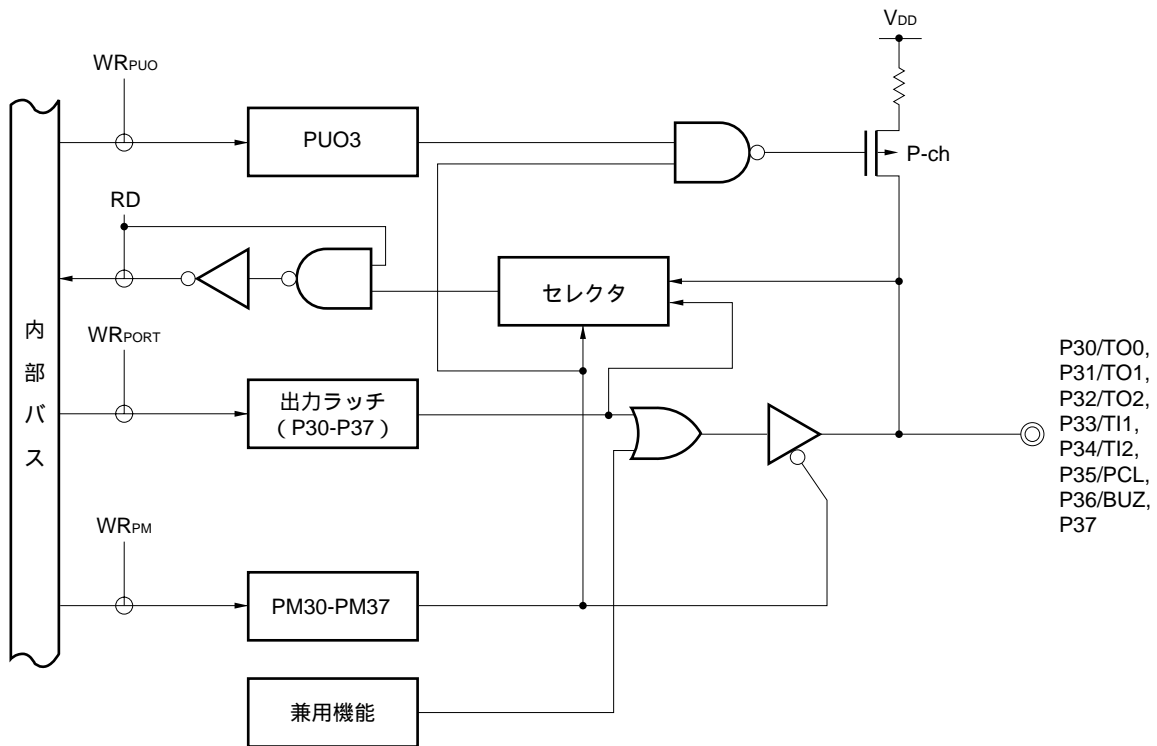 VDD
WRPUO
PUO3
P-ch
RD
セレクタ
内部バス
WRPORT
出力ラッチ
(P30-P37)
P30/TO0,
P31/TO1,
P32/TO2,
P33/TI1,
P34/TI2,
P35/PCL,
P36/BUZ,
P37
WRPM
PM30-PM37
兼用機能